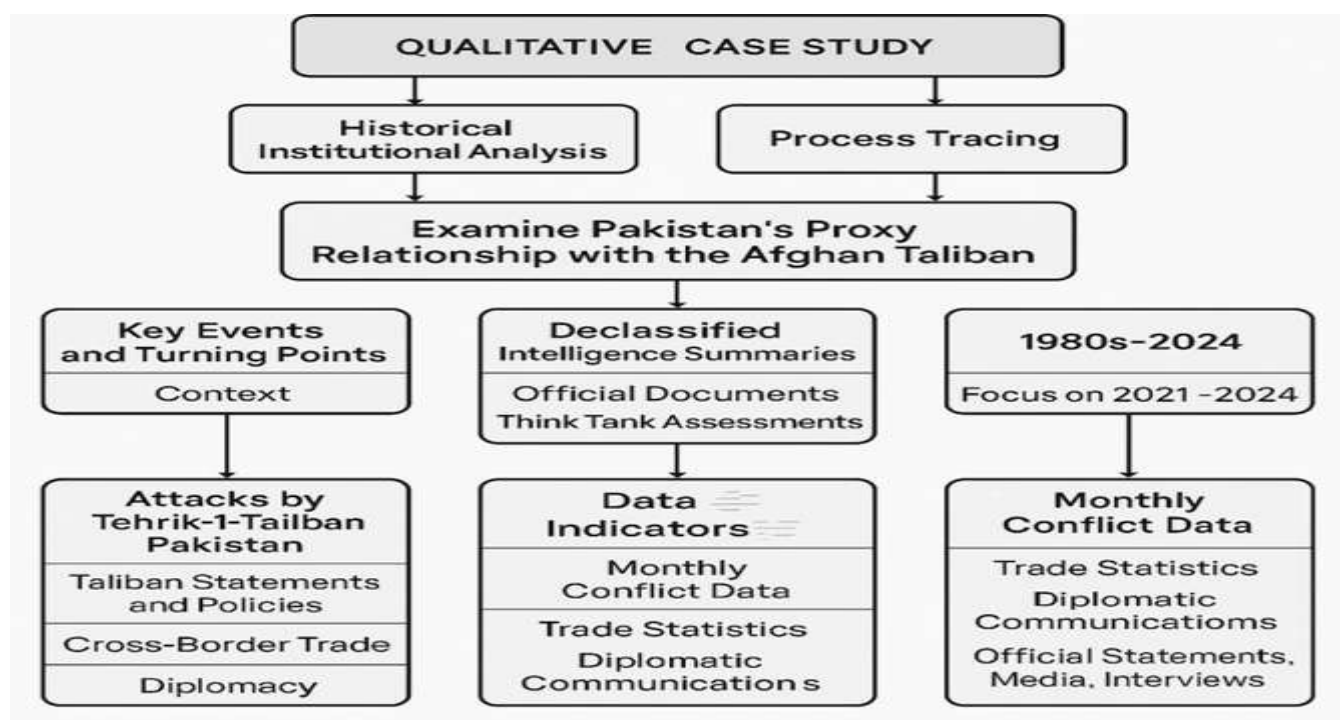 QUALITATIVE CASE STUDY
Historical
Institutional Analysis
Process Tracing
Examine Pakistan's Proxy
Relationship with the Afghan Taliban
Key Events
and Turning Points
Context
Declassified
Intelligence Summaries
Official Documents
Think Tank Assessments
1980s-2024
Focus on 2021-2024
Attacks by
Tehrik-1-Tailban
Pakistan
Taliban Statements
and Policies
Cross-Border Trade
Diplomacy
Data
Indicators
Monthly
Conflict Data
Trade Statistics
Diplomatic
Communications
Monthly
Conflict Data
Trade Statistics
Diplomatic
Communicatioms
Official Statements,
Media, Interviews